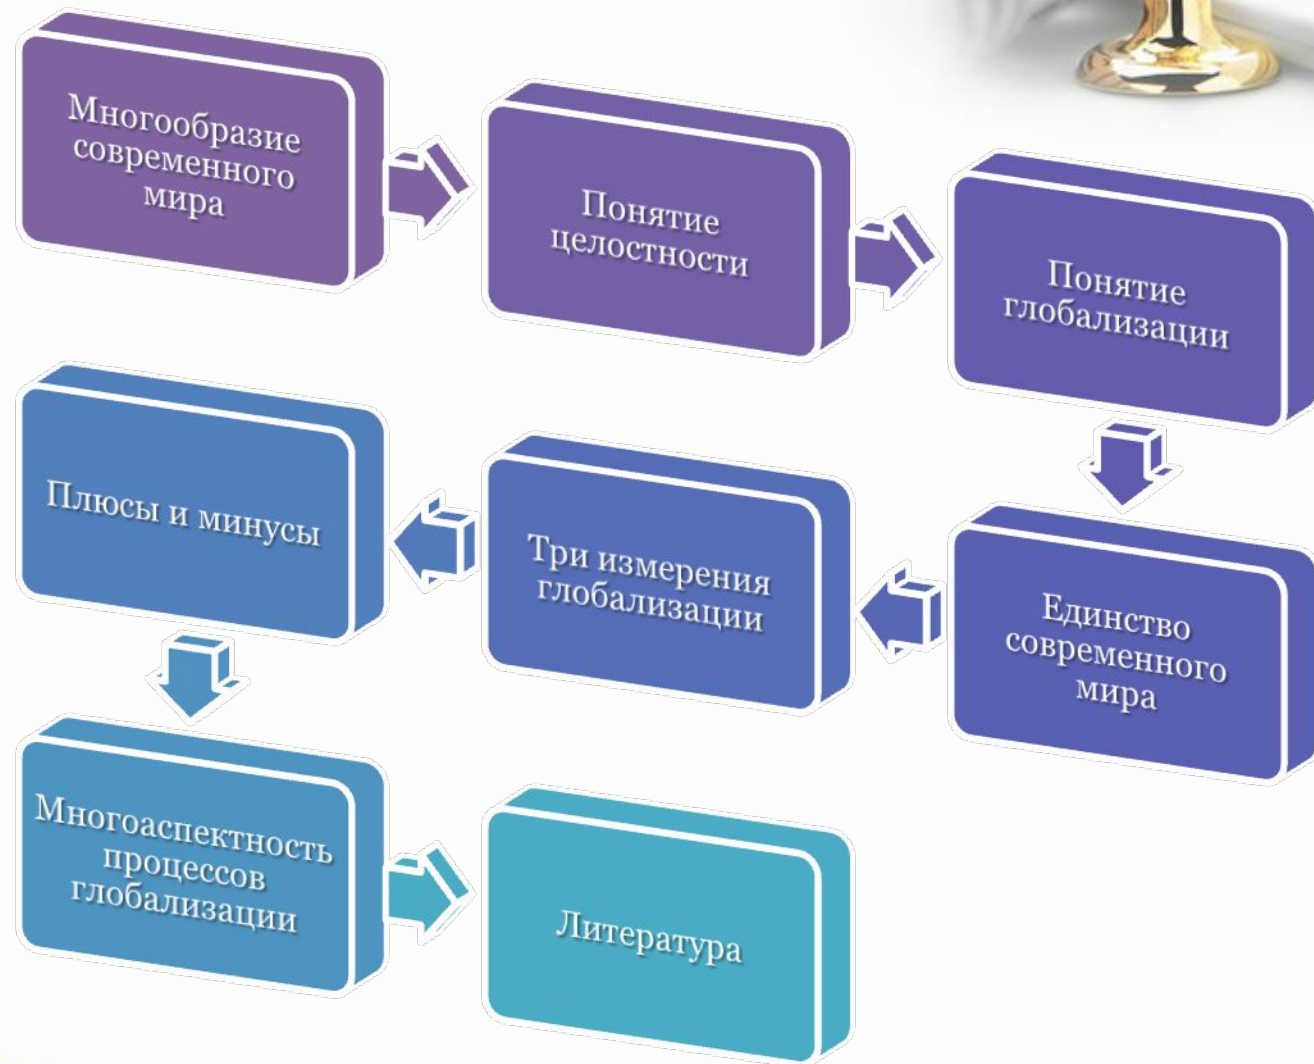 Многообразие
современного
мира
Понятие
целостности
Понятие
глобализации
Единство
современного
мира
Три измерения
глобализации
Плюсы и минусы
Многоаспектность
процессов
глобализации
Литература